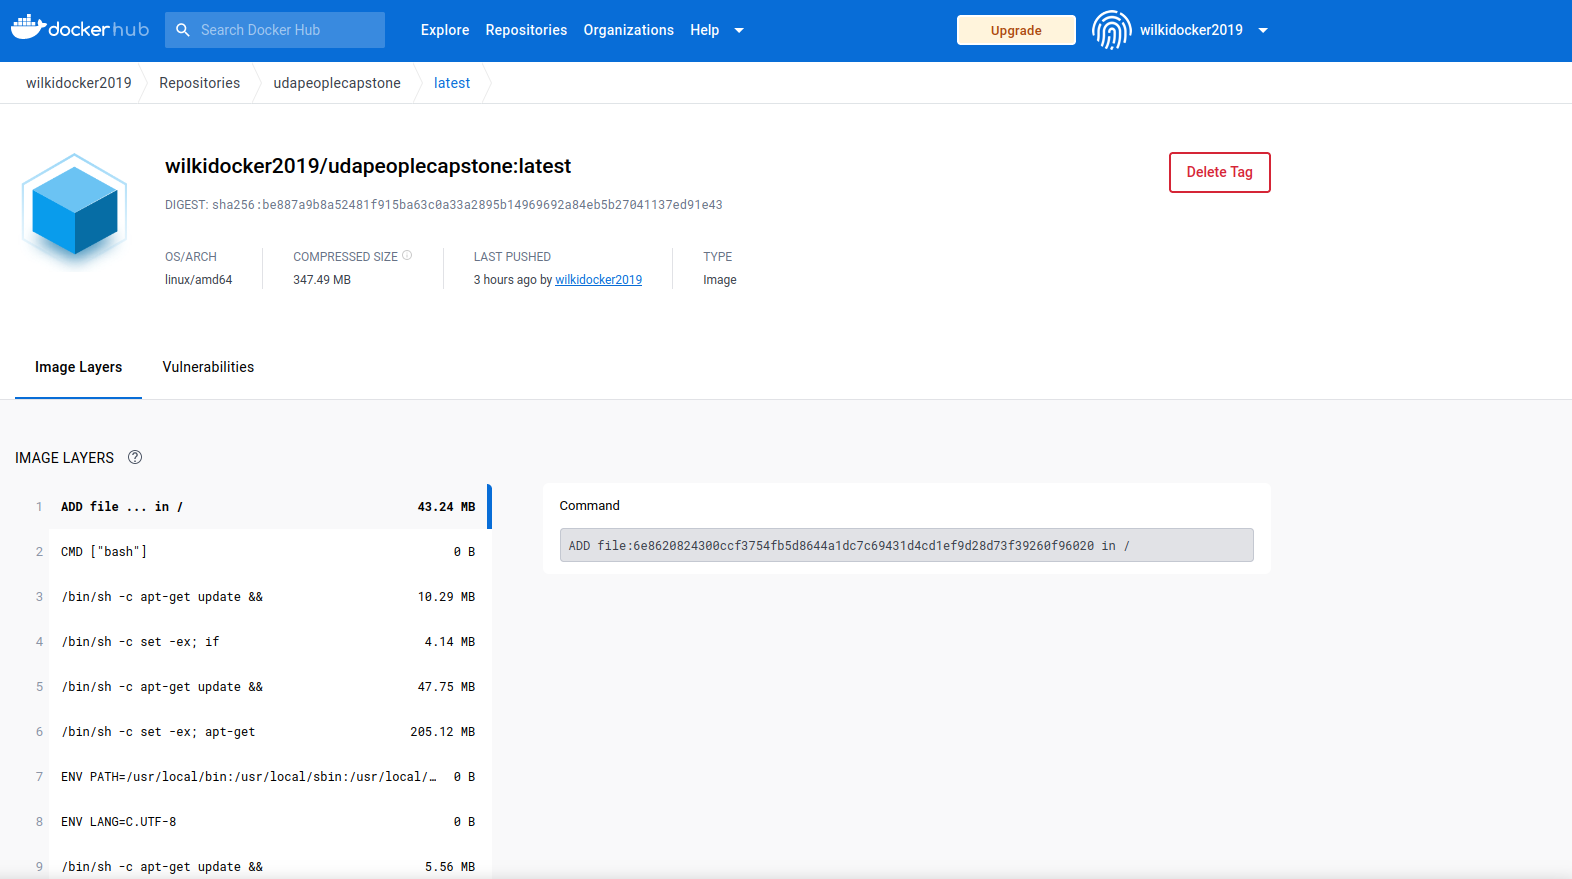 docker hub
Search Docker Hub
Explore Repositories Organizations Help
Upgrade
wilkidocker2019
wilkidocker2019 Repositories udapeoplecapstone latest
wilkidocker2019/udapeoplecapstone:latest
Delete Tag
DIGEST: sha256:be887a9b8a52481f915ba63c0a33a2895b14969692a84eb5b27041137ed91e43
OS/ARCH COMPRESSED SIZE LAST PUSHED TYPE
linux/amd64 347.49 MB 3 hours ago by wilkidocker2019 Image
Image Layers Vulnerabilities
IMAGE LAYERS
1 ADD file ... in / 43.24 MB
2 CMD ["bash"] 0 B
3 /bin/sh -c apt-get update && 10.29 MB
4 /bin/sh -c set -ex; if 4.14 MB
5 /bin/sh -c apt-get update && 47.75 MB
6 /bin/sh -c set -ex; apt-get 205.12 MB
7 ENV PATH=/usr/local/bin:/usr/local/sbin:/usr/local/… 0 B
8 ENV LANG=C.UTF-8 0 B
9 /bin/sh -c apt-get update && 5.56 MB
Command
ADD file:6e8620824300ccf3754fb5d8644a1dc7c69431d4cd1ef9d28d73f39260f96020 in /